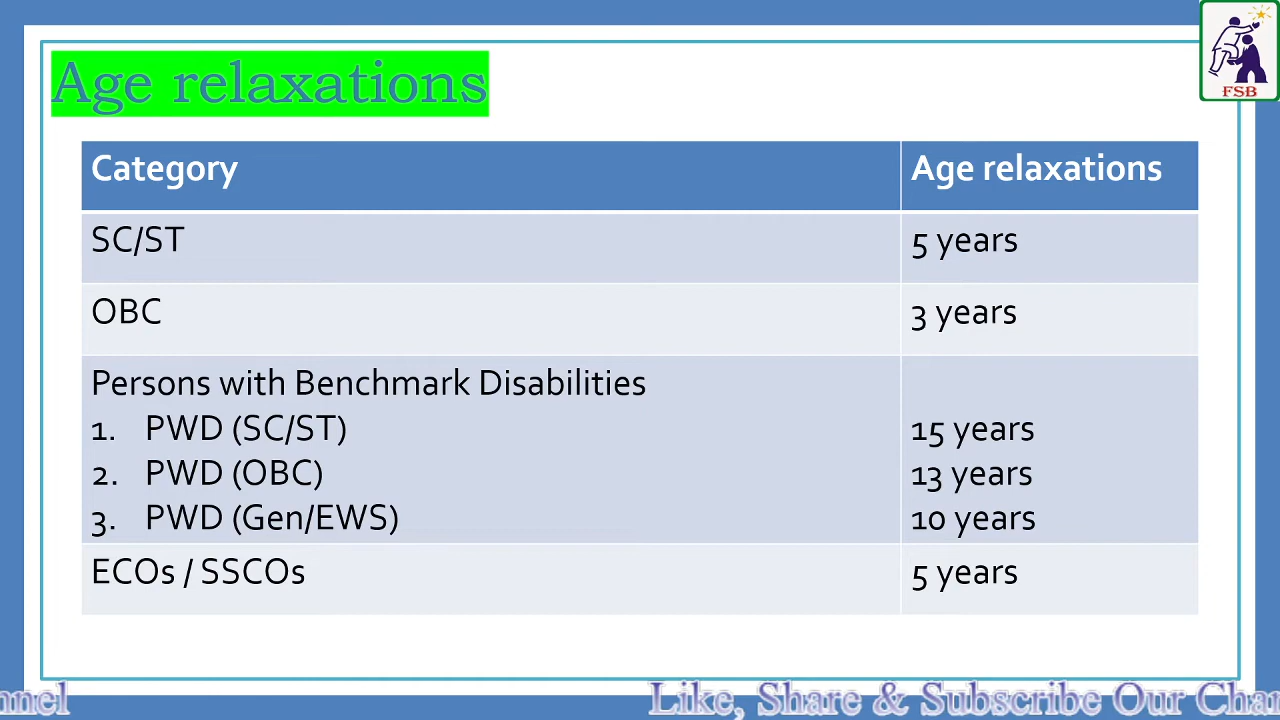 FSB
Age relaxations
Category Age relaxations
SC/ST 5 years
OBC 3 years
Persons with Benchmark Disabilities
1. PWD (SC/ST) 15 years
2. PWD (OBC) 13 years
3. PWD (Gen/EWS) 10 years
ECOs / SSCOs 5 years
Like, Share & Subscribe Our